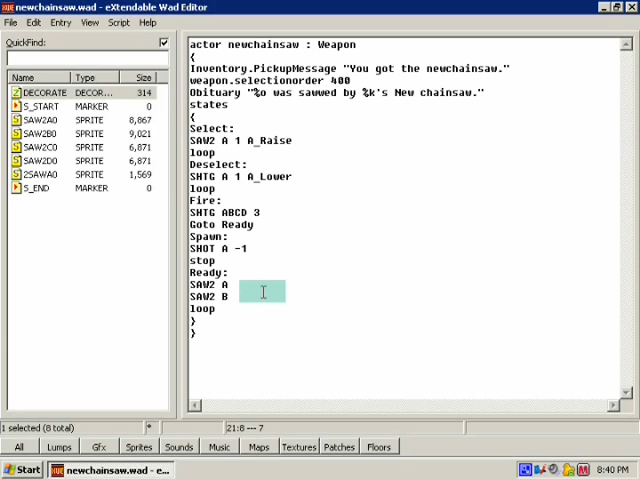 newchainsaw.wad - eXtendable Wad Editor
File Edit Entry View Script Help
QuickFind:
Name Type Size
DECORATE DECOR... 314
S_START MARKER 0
SAW2A0 SPRITE 8,867
SAW2B0 SPRITE 9,021
SAW2C0 SPRITE 6,871
SAW2D0 SPRITE 6,871
2SAWA0 SPRITE 1,569
S_END MARKER 0
actor newchainsaw : Weapon
{
Inventory.PickupMessage "You got the newchainsaw."
weapon.selectionorder 400
Obituary "%o was sawwed by %k's New chainsaw."
states
{
Select:
SAW2 A 1 A_Raise
loop
Deselect:
SHTG A 1 A_Lower
loop
Fire:
SHTG ABCD 3
Goto Ready
Spawn:
SHOT A -1
stop
Ready:
SAW2 A
SAW2 B
loop
}
}
1 selected (8 total) * 21:8 --- 7
All Lumps Gfx Sprites Sounds Music Maps Textures Patches Floors
Start XWE newchainsaw.wad - e... 8:40 PM